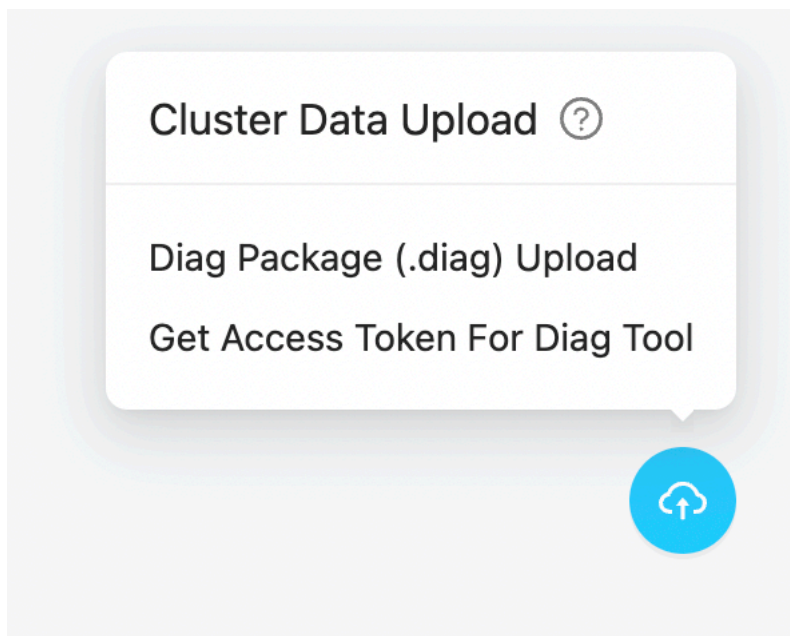 Cluster Data Upload ?
Diag Package (.diag) Upload
Get Access Token For Diag Tool